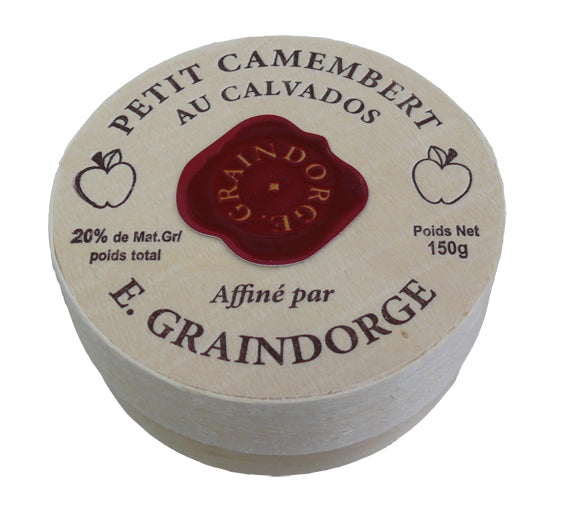 PETIT CAMEMBERT
AU CALVADOS
E. GRAINDORGE
20% de Mat.Gr/
poids total
Poids Net
150g
Affiné par
E. GRAINDORGE